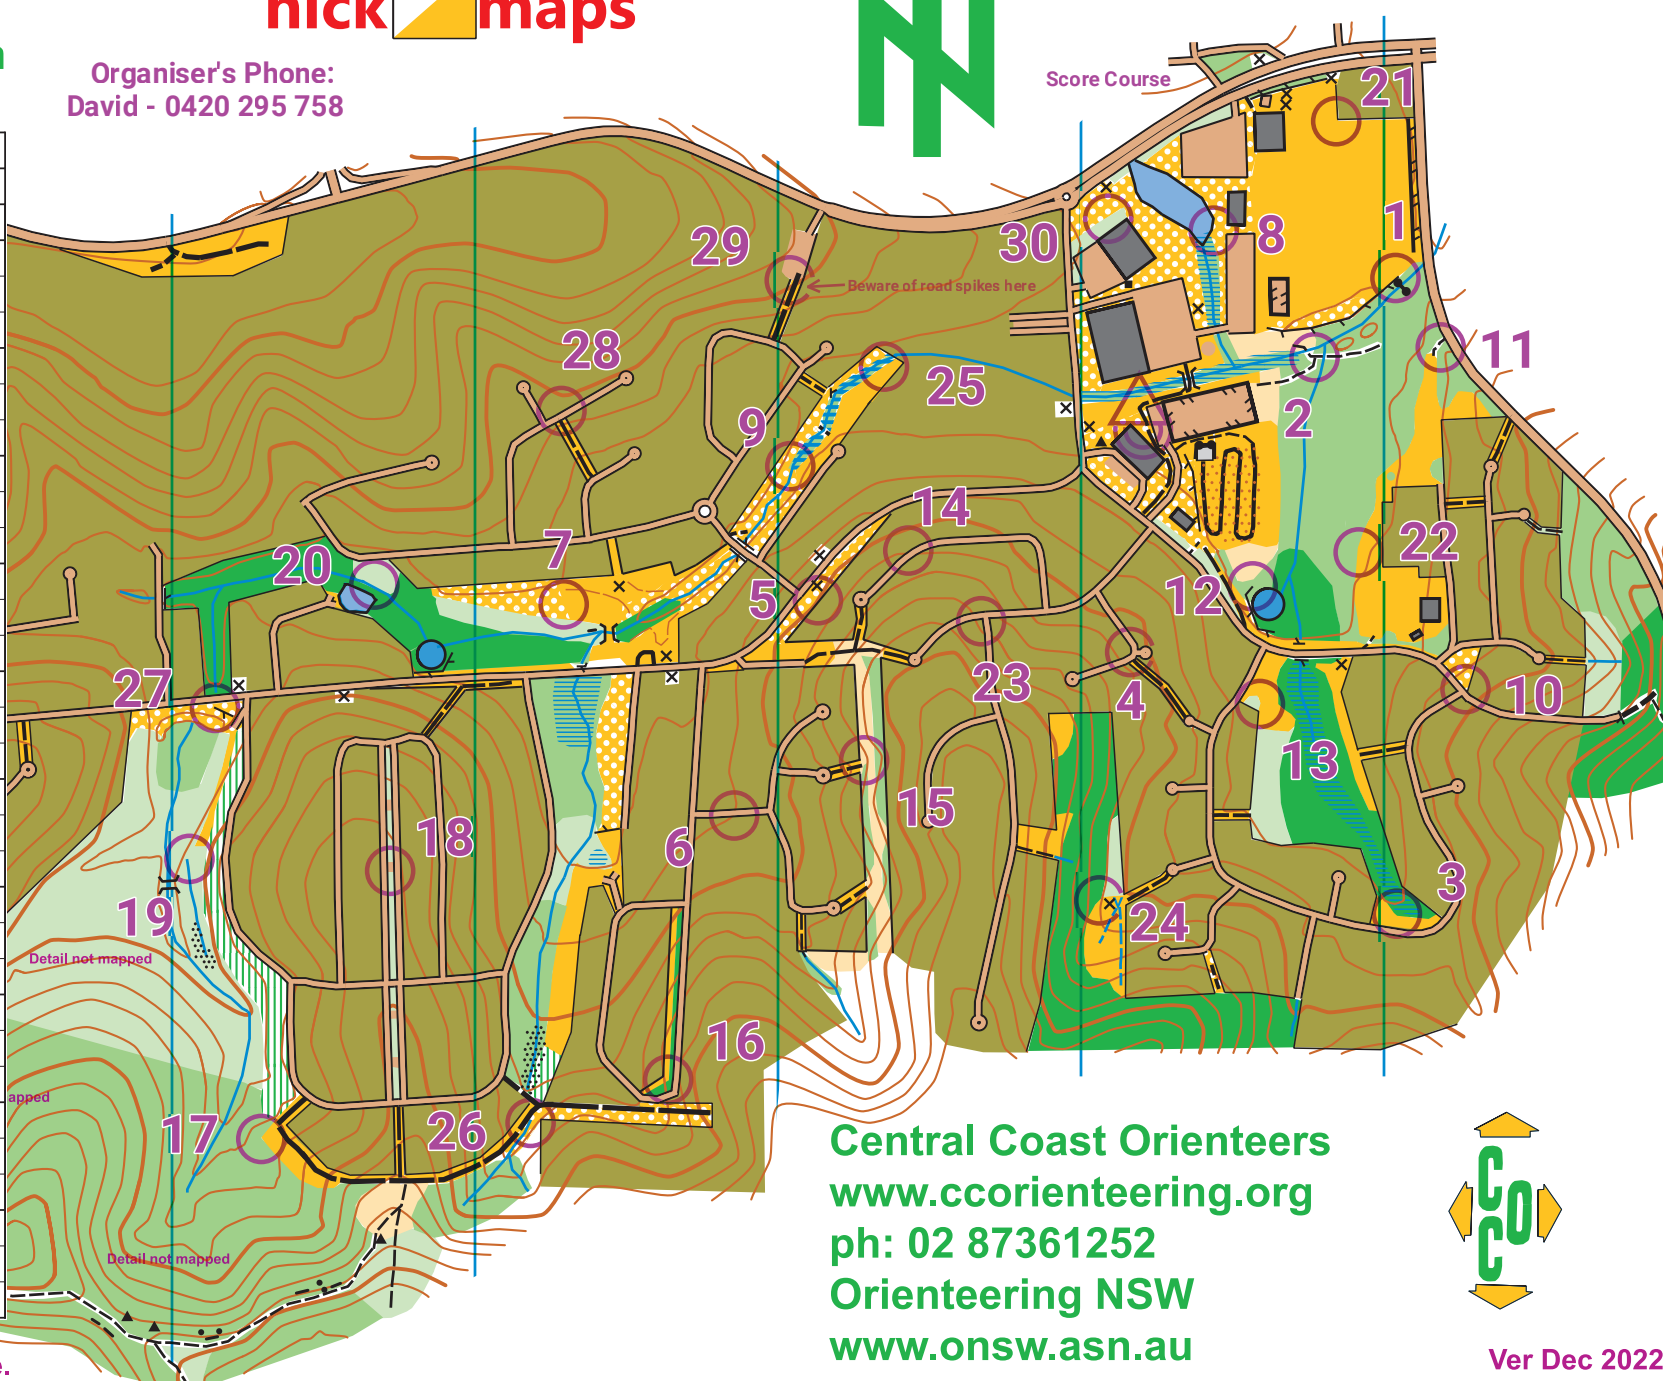 nick maps
Organiser's Phone:
David - 0420 295 758
Score Course
21
1
8
30
29
Beware of road spikes here
28
11
25
2
9
14
7
22
20
5
12
23
27
4
10
13
18
15
6
3
19
24
Detail not mapped
16
apped
17
26
Central Coast Orienteers
www.ccorienteering.org
ph: 02 87361252
Orienteering NSW
www.onsw.asn.au
Detail not mapped
COC
Ver Dec 2022
e.